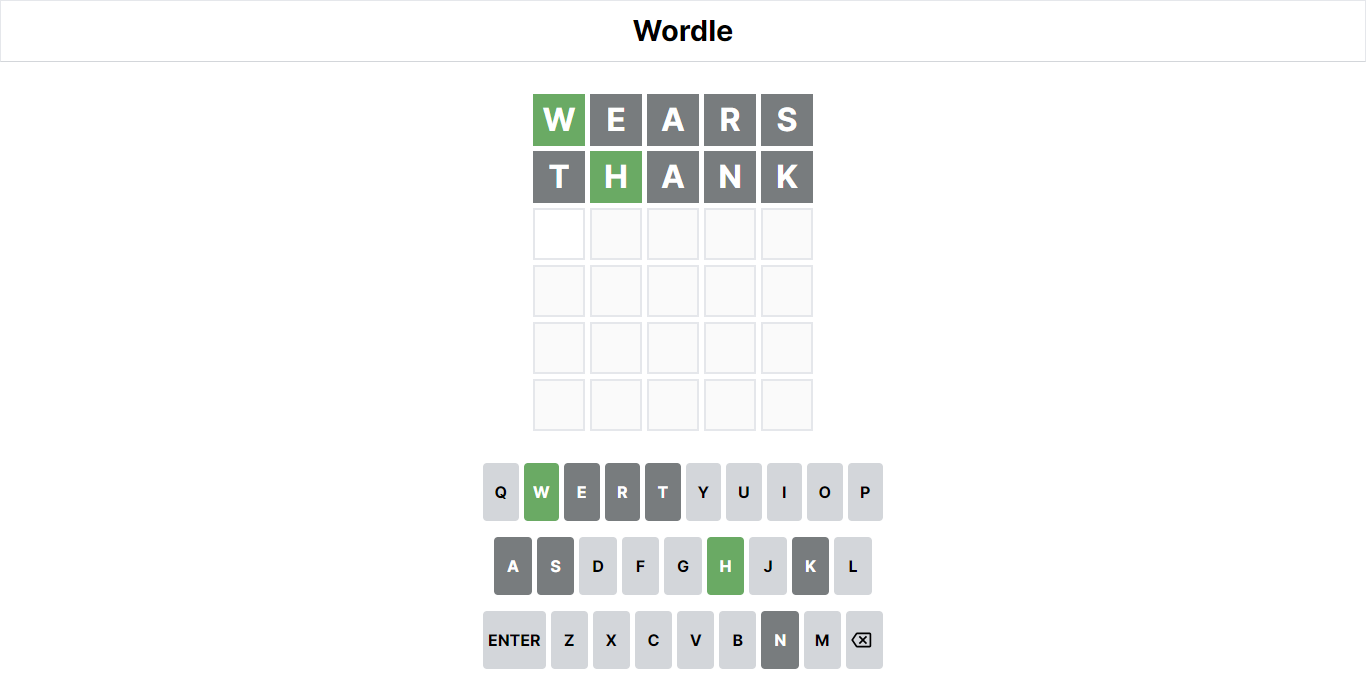 Wordle
W E A R S
T H A N K
Q W E R T Y U I O P
A S D F G H J K L
ENTER Z X C V B N M